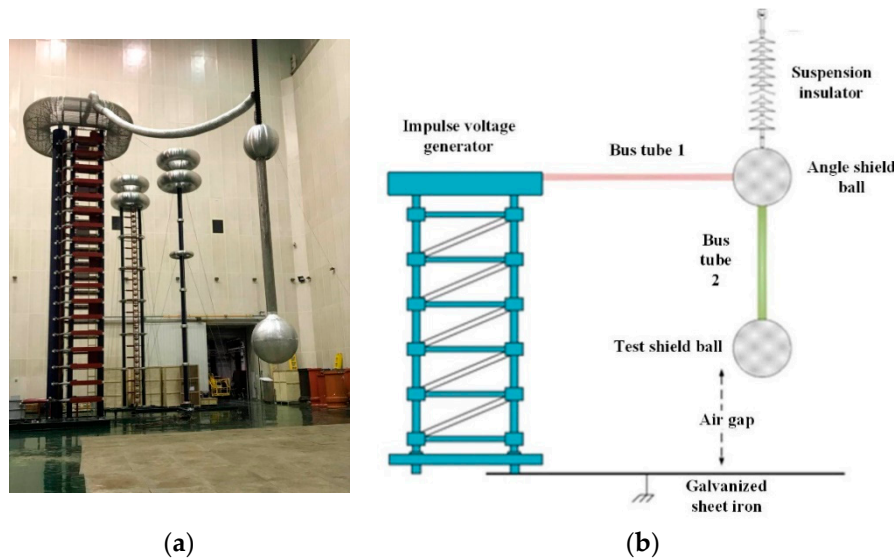 Suspension
insulator
Impulse voltage
generator
Bus tube 1
Angle shield
ball
Bus
tube
2
Test shield ball
Air gap
Galvanized
sheet iron
(a)
(b)